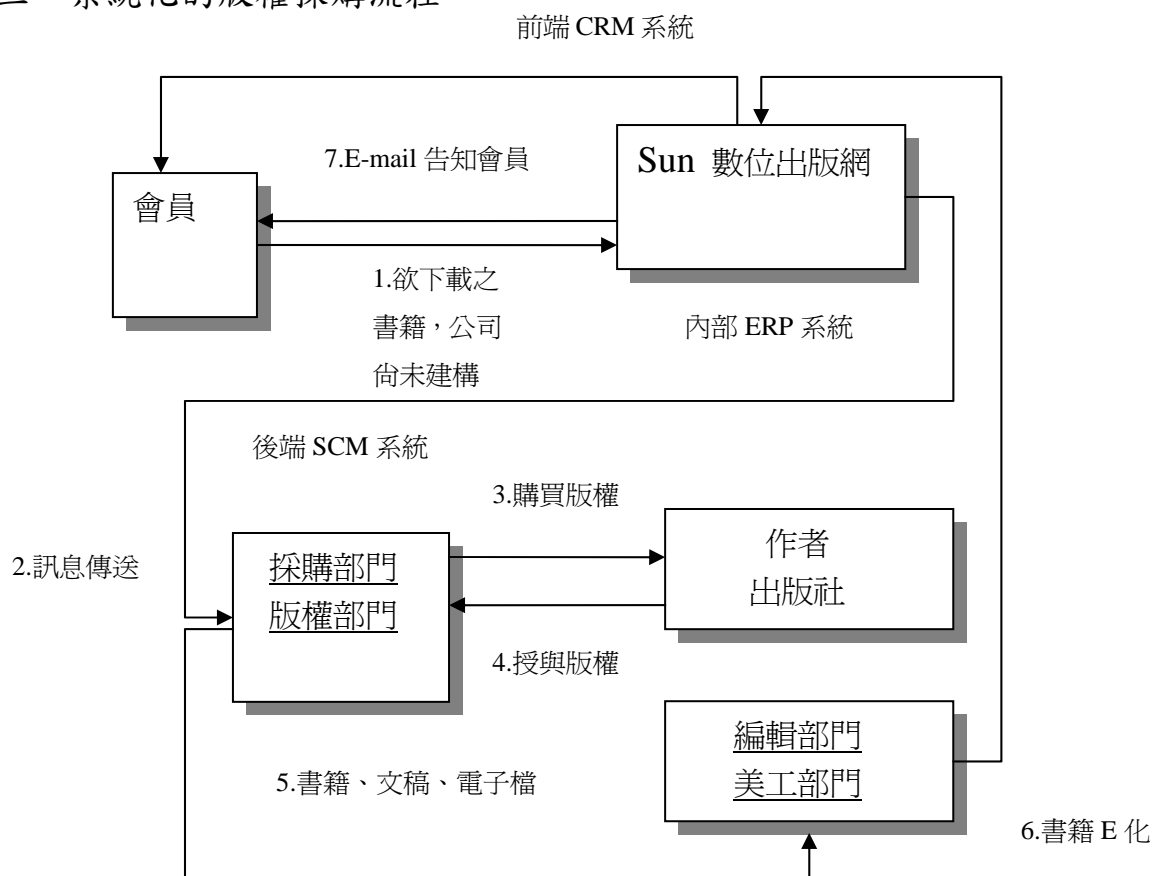 系統化的版權採購流程
前端 CRM 系統
Sun 數位出版網
7.E-mail 告知會員
會員
1.欲下載之
書籍，公司
尚未建構
內部 ERP 系統
後端 SCM 系統
3.購買版權
作者
出版社
2.訊息傳送
採購部門
版權部門
4.授與版權
編輯部門
美工部門
5.書籍、文稿、電子檔
6.書籍 E 化